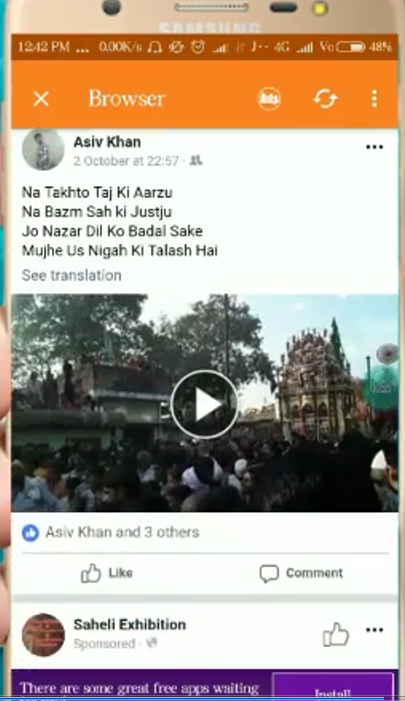 SAMSUNG
12:42 PM ... 0.00K/s J·· 4G Vo 48%
Browser Ads
Asiv Khan
2 October at 22:57 ·
Na Takhto Taj Ki Aarzu
Na Bazm Sah ki Justju
Jo Nazar Dil Ko Badal Sake
Mujhe Us Nigah Ki Talash Hai
See translation
Asiv Khan and 3 others
Like Comment
Saheli Exhibition
Sponsored ·
There are some great free apps waiting
Install